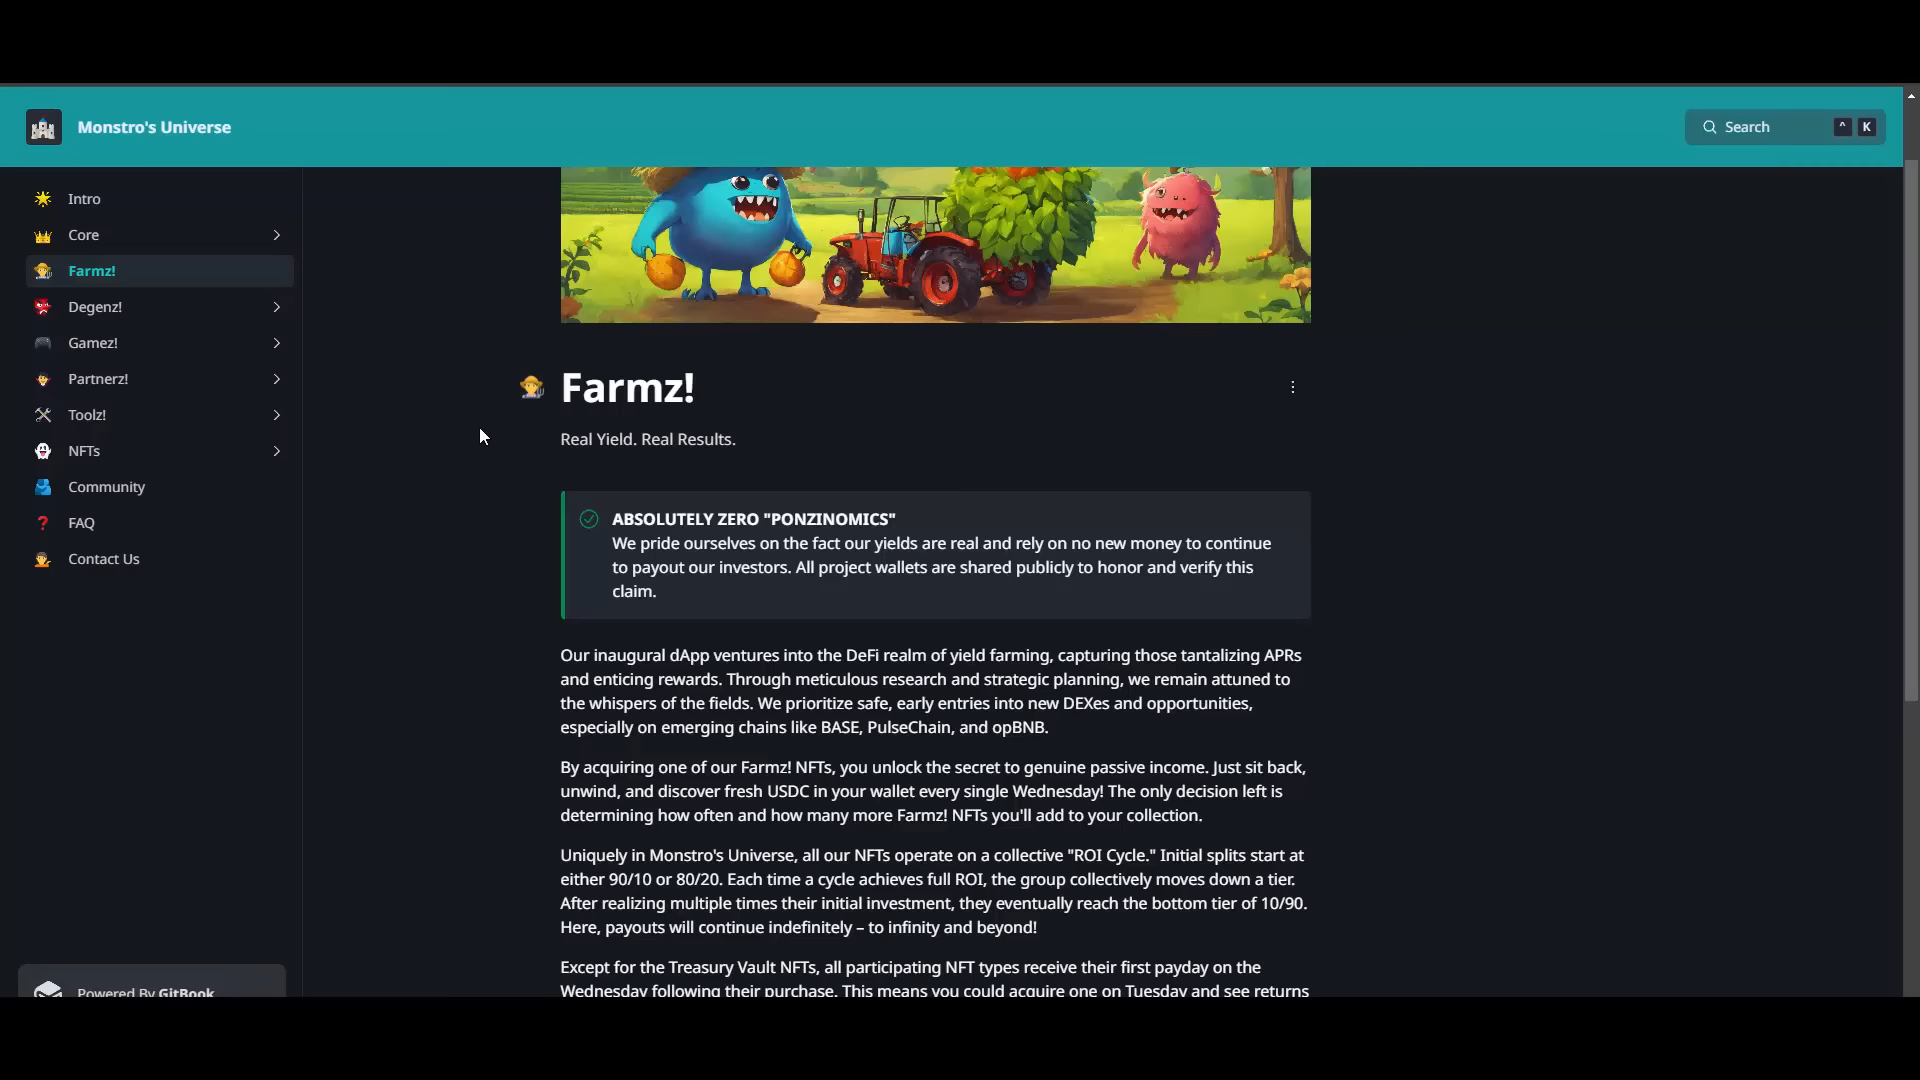 Monstro's Universe
Search
^ K
Intro
Core
Farmz!
Degenz!
Gamez!
Partnerz!
Toolz!
NFTs
Community
FAQ
Contact Us
Powered By GitBook
Farmz!
Real Yield. Real Results.
ABSOLUTELY ZERO "PONZINOMICS"
We pride ourselves on the fact our yields are real and rely on no new money to continue
to payout our investors. All project wallets are shared publicly to honor and verify this
claim.
Our inaugural dApp ventures into the DeFi realm of yield farming, capturing those tantalizing APRs
and enticing rewards. Through meticulous research and strategic planning, we remain attuned to
the whispers of the fields. We prioritize safe, early entries into new DEXes and opportunities,
especially on emerging chains like BASE, PulseChain, and opBNB.
By acquiring one of our Farmz! NFTs, you unlock the secret to genuine passive income. Just sit back,
unwind, and discover fresh USDC in your wallet every single Wednesday! The only decision left is
determining how often and how many more Farmz! NFTs you'll add to your collection.
Uniquely in Monstro's Universe, all our NFTs operate on a collective "ROI Cycle." Initial splits start at
either 90/10 or 80/20. Each time a cycle achieves full ROI, the group collectively moves down a tier.
After realizing multiple times their initial investment, they eventually reach the bottom tier of 10/90.
Here, payouts will continue indefinitely – to infinity and beyond!
Except for the Treasury Vault NFTs, all participating NFT types receive their first payday on the
Wednesday following their purchase. This means you could acquire one on Tuesday and see returns